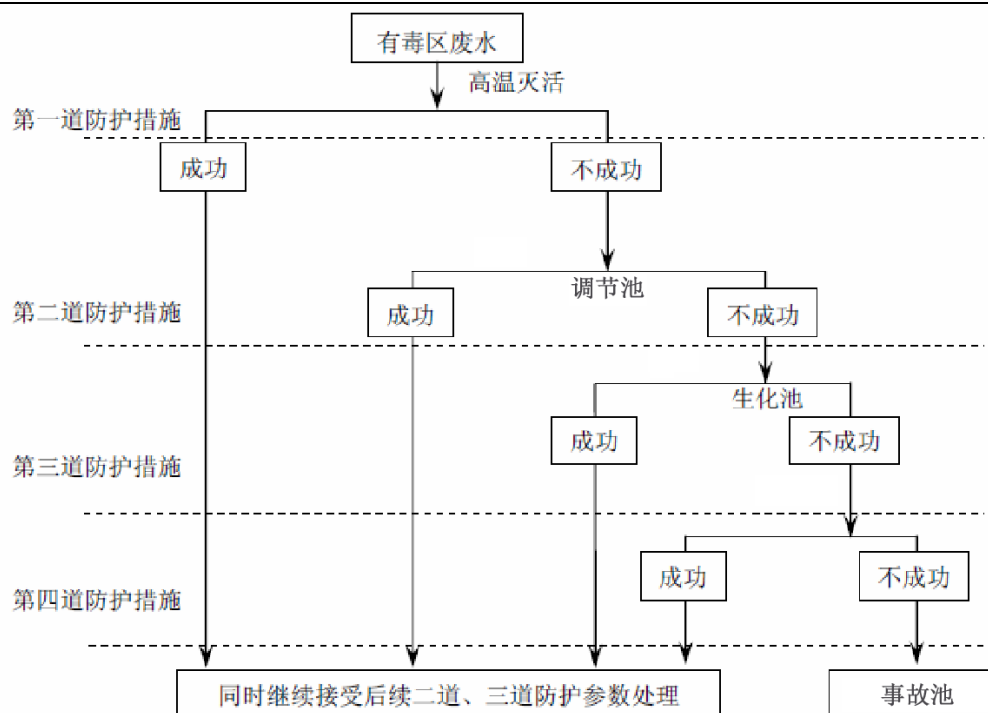 有毒区废水
高温灭活
第一道防护措施
成功
不成功
调节池
第二道防护措施
成功
不成功
生化池
成功
不成功
第三道防护措施
成功
不成功
第四道防护措施
同时继续接受后续二道、三道防护参数处理
事故池